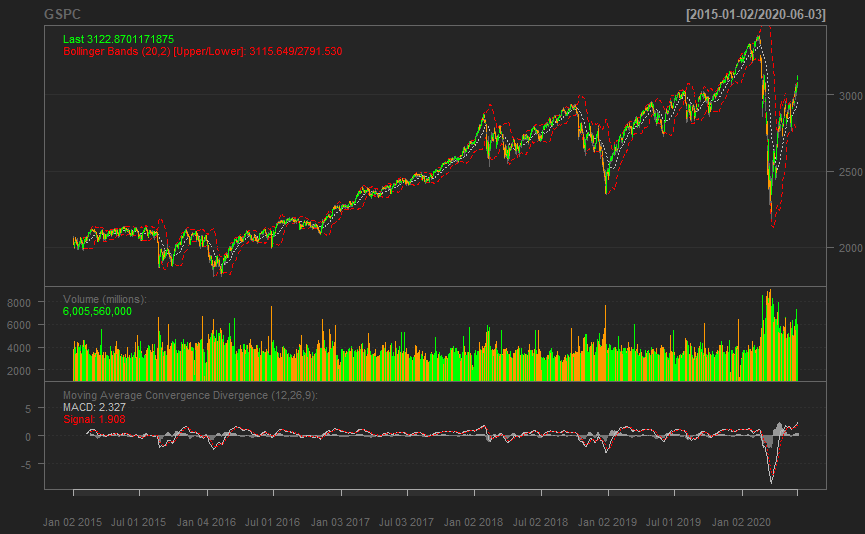 GSPC [2015-01-02/2020-06-03]
Last 3122.8701171875
Bollinger Bands (20,2) [Upper/Lower]: 3115.649/2791.530
3000
2500
2000
Volume (millions):
6,005,560,000
8000
6000
4000
2000
Moving Average Convergence Divergence (12,26,9):
MACD: 2.327
Signal: 1.908
5
0
-5
Jan 02 2015 Jul 01 2015 Jan 04 2016 Jul 01 2016 Jan 03 2017 Jul 03 2017 Jan 02 2018 Jul 02 2018 Jan 02 2019 Jul 01 2019 Jan 02 2020